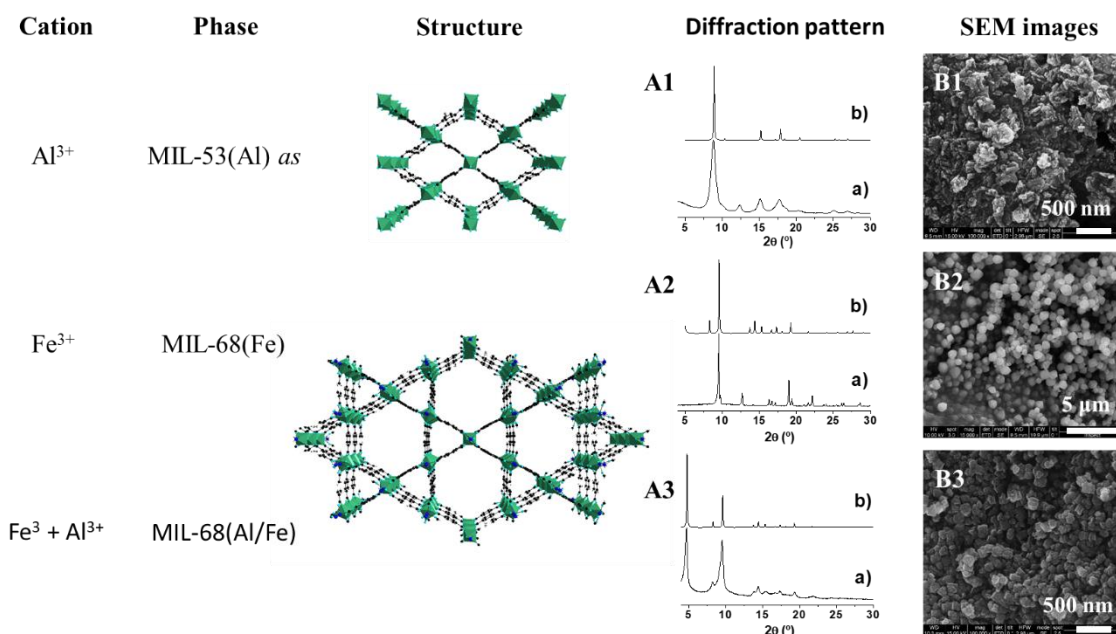 Cation Phase Structure Diffraction pattern SEM images
A1
b)
a)
5 10 15 20 25 30
2θ (°)
B1
500 nm
Al³⁺ MIL-53(Al) as
A2
b)
a)
5 10 15 20 25 30
2θ (°)
B2
5 µm
Fe³⁺ MIL-68(Fe)
A3
b)
a)
5 10 15 20 25 30
2θ (°)
B3
500 nm
Fe³ + Al³⁺ MIL-68(Al/Fe)